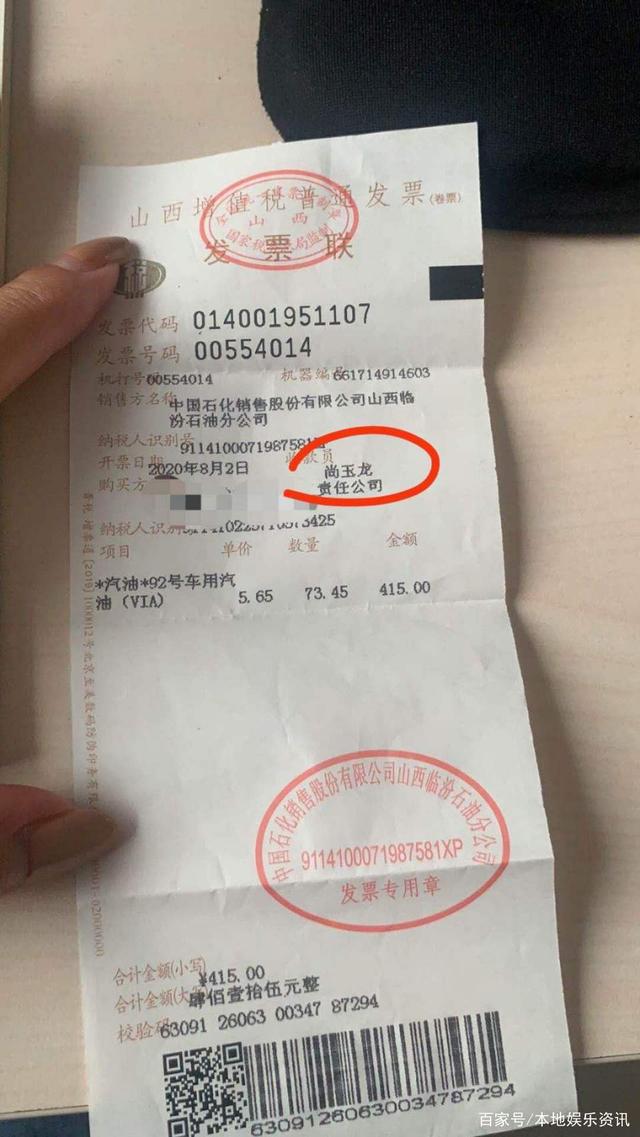 山西增值税普通发票(卷票)
发票联
山西
发票代码 014001951107
发票号码 00554014
机打号码 00554014 机器编号 661714914603
销售方名称 中国石化销售股份有限公司山西临
汾石油分公司
纳税人识别号
开票日期 2020年8月2日 收款员 尚玉龙
购买方 责任公司
纳税人识别
项目 单价 数量 金额
*汽油*92号车用汽
油(VIA) 5.65 73.45 415.00
中国石化销售股份有限公司山西临汾石油分公司
9114100071987581XP
发票专用章
合计金额(小写) ¥415.00
合计金额(大 肆佰壹拾伍元整
校验码 63091 26063 00347 87294
63091260630034787294
百家号/本地娱乐资讯